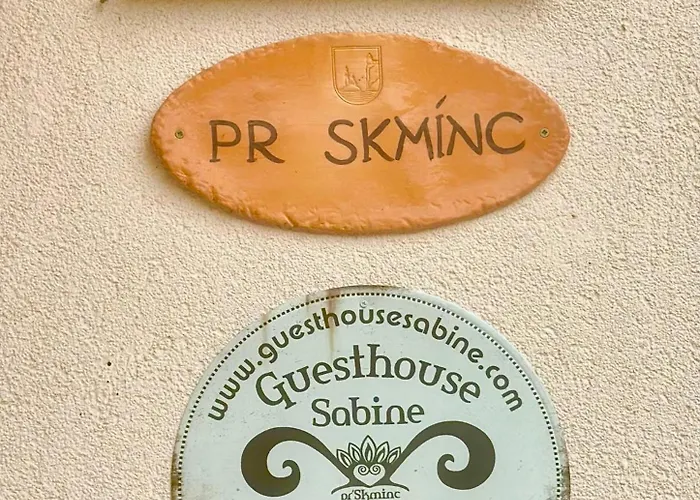 PR SKMÍNC
www.guesthousesabine.com
Guesthouse
Sabine
pr'Skminc